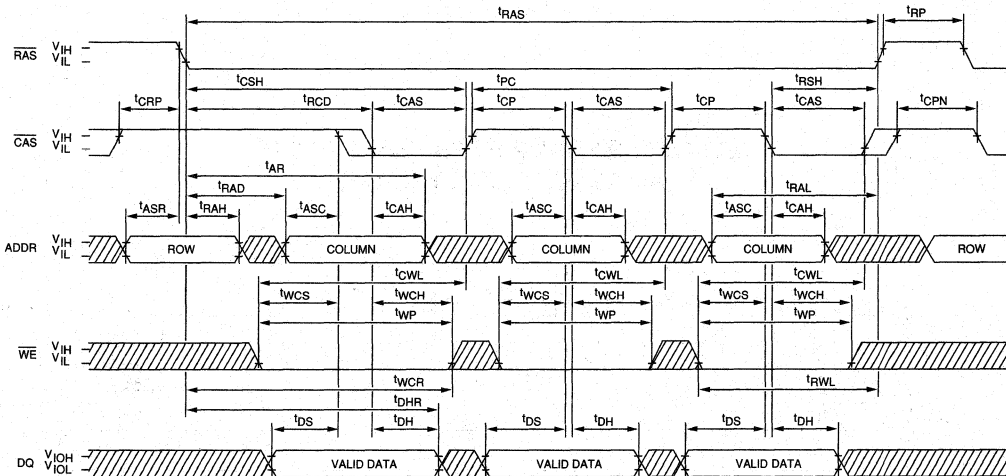 tRAS tRP
RAS VIH
VIL
tCSH tPC tRSH
tCRP tRCD tCAS tCP tCAS tCP tCAS tCPN
CAS VIH
VIL
tAR
tRAD tRAL
tASR tRAH tASC tCAH tASC tCAH tASC tCAH
ADDR VIH
VIL ROW COLUMN COLUMN COLUMN ROW
tCWL tCWL tCWL
tWCS tWCH tWCS tWCH tWCS tWCH
tWP tWP tWP
WE VIH
VIL
tWCR tRWL
tDHR
tDS tDH tDS tDH tDS tDH
DQ VIOH
VIOL VALID DATA VALID DATA VALID DATA